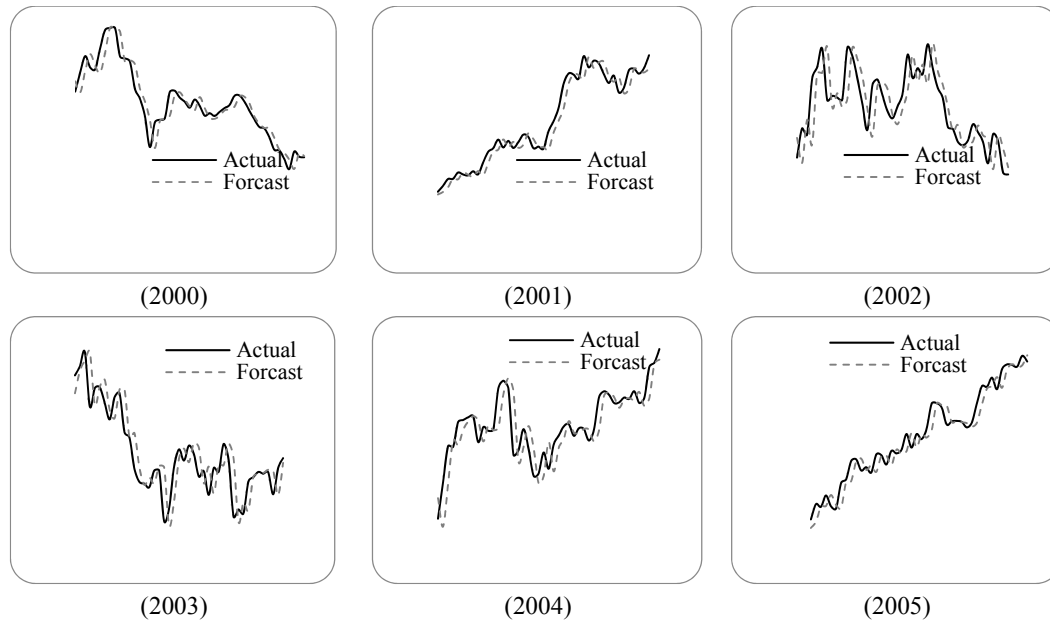 Actual
Forcast
Actual
Forcast
Actual
Forcast
(2000)
(2001)
(2002)
Actual
Forcast
Actual
Forcast
Actual
Forcast
(2003)
(2004)
(2005)